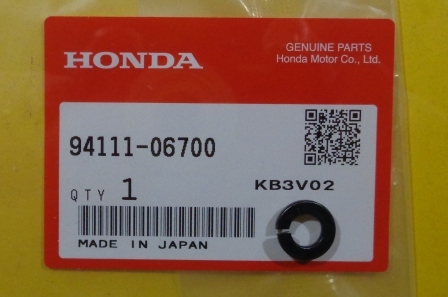 HONDA
GENUINE PARTS
Honda Motor Co., Ltd.
94111-06700
QTY 1
KB3V02
MADE IN JAPAN